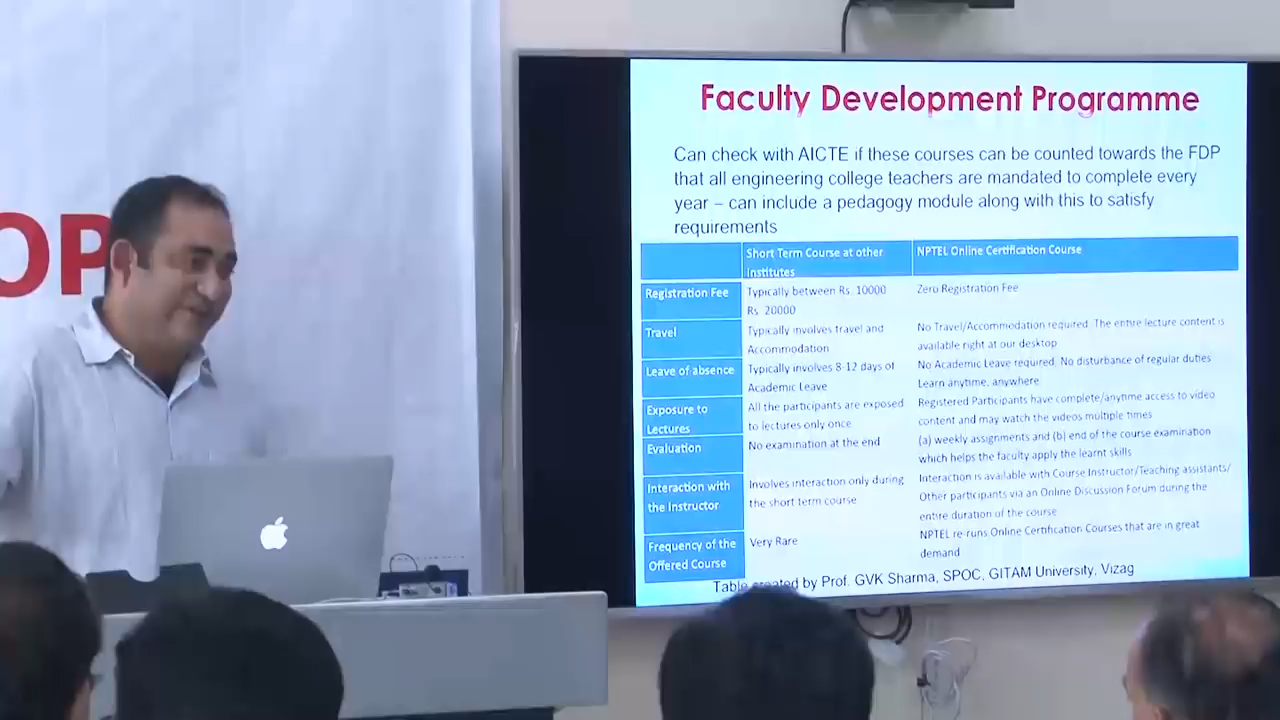 OP
Faculty Development Programme
Can check with AICTE if these courses can be counted towards the FDP
that all engineering college teachers are mandated to complete every
year – can include a pedagogy module along with this to satisfy
requirements
Short Term Course at other
Institutes
NPTEL Online Certification Course
Registration Fee
Typically between Rs. 10000
Rs. 20000
Zero Registration Fee
Travel
Typically involves travel and
Accommodation
No Travel/Accommodation required. The entire lecture content is
available right at our desktop
Leave of absence
Typically involves 8-12 days of
Academic Leave
No Academic Leave required. No disturbance of regular duties
Learn anytime, anywhere
Exposure to
Lectures
All the participants are exposed
to lectures only once
Registered Participants have complete/anytime access to video
content and may watch the videos multiple times
Evaluation
No examination at the end
(a) weekly assignments and (b) end of the course examination
which helps the faculty apply the learnt skills
Interaction with
the Instructor
Involves interaction only during
the short term course
Interaction is available with Course Instructor/Teaching assistants/
Other participants via an Online Discussion Forum during the
entire duration of the course
Frequency of the
Offered Course
Very Rare
NPTEL re-runs Online Certification Courses that are in great
demand
Table created by Prof. GVK Sharma, SPOC, GITAM University, Vizag